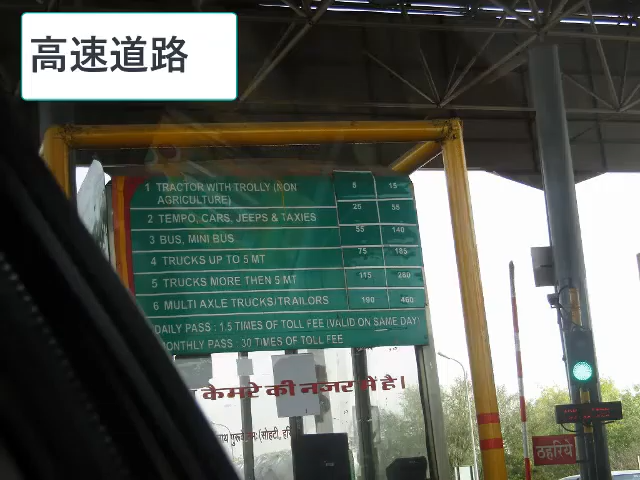 高速道路
1 TRACTOR WITH TROLLY (NON AGRICULTURE) 5 15
2 TEMPO, CARS, JEEPS & TAXIES 25 55
3 BUS, MINI BUS 55 140
4 TRUCKS UP TO 5 MT 75 185
5 TRUCKS MORE THEN 5 MT 115 280
6 MULTI AXLE TRUCKS/TRAILORS 190 460
DAILY PASS : 1.5 TIMES OF TOLL FEE (VALID ON SAME DAY)
MONTHLY PASS : 30 TIMES OF TOLL FEE
कैमरे की नजर में है।
ठहरिये